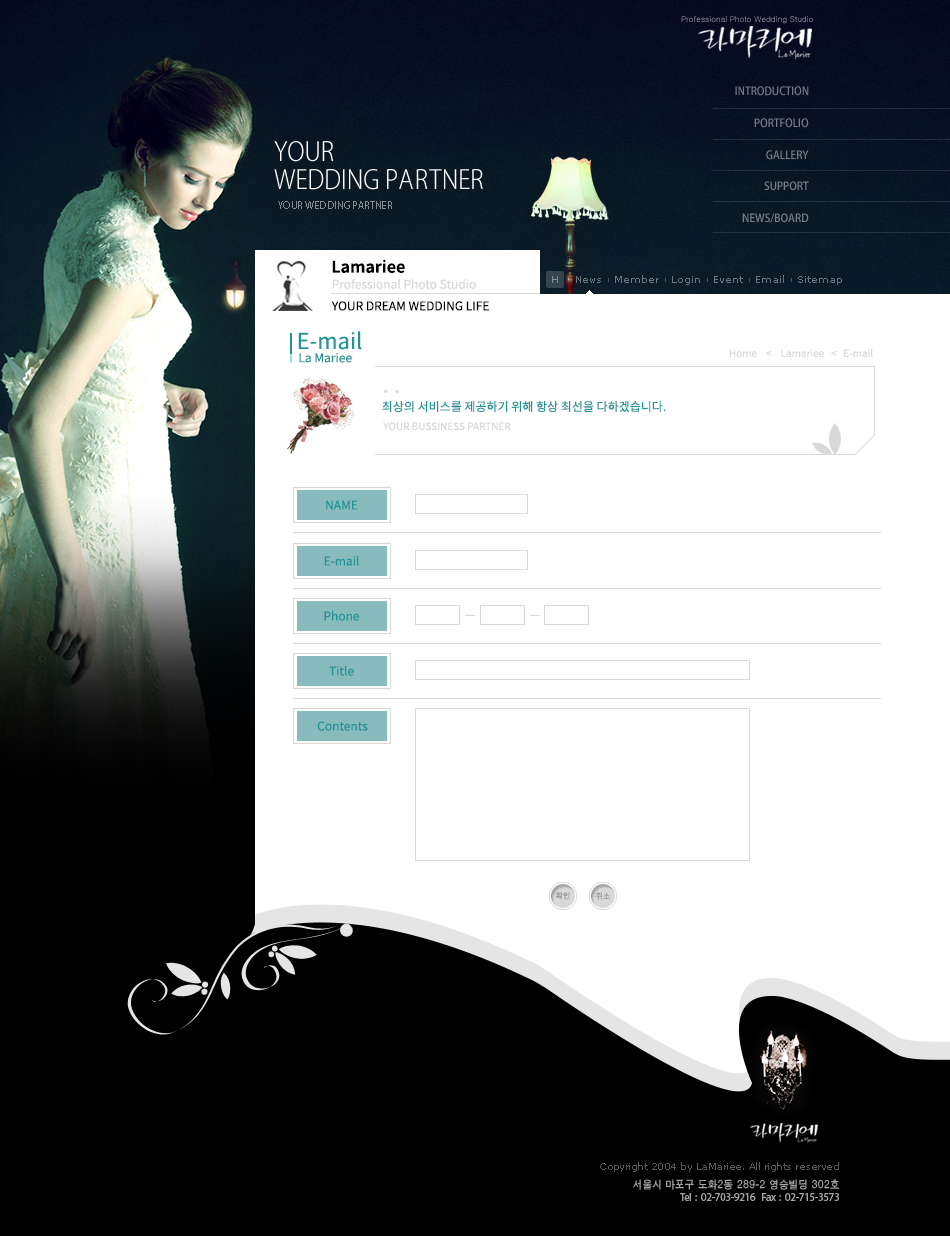 Professional Photo Wedding Studio
라마리에
La Mariee
INTRODUCTION
PORTFOLIO
GALLERY
SUPPORT
NEWS/BOARD
YOUR
WEDDING PARTNER
YOUR WEDDING PARTNER
H News Member Login Event Email Sitemap
Lamariee
Professional Photo Studio
YOUR DREAM WEDDING LIFE
E-mail
La Mariee
Home < Lamariee < E-mail
최상의 서비스를 제공하기 위해 항상 최선을 다하겠습니다.
YOUR BUSSINESS PARTNER
NAME
E-mail
Phone
Title
Contents
확인 취소
라마리에
La Mariee
Copyright 2004 by LaMariee. All rights reserved
서울시 마포구 도화2동 289-2 영승빌딩 302호
Tel : 02-703-9216 Fax : 02-715-3573